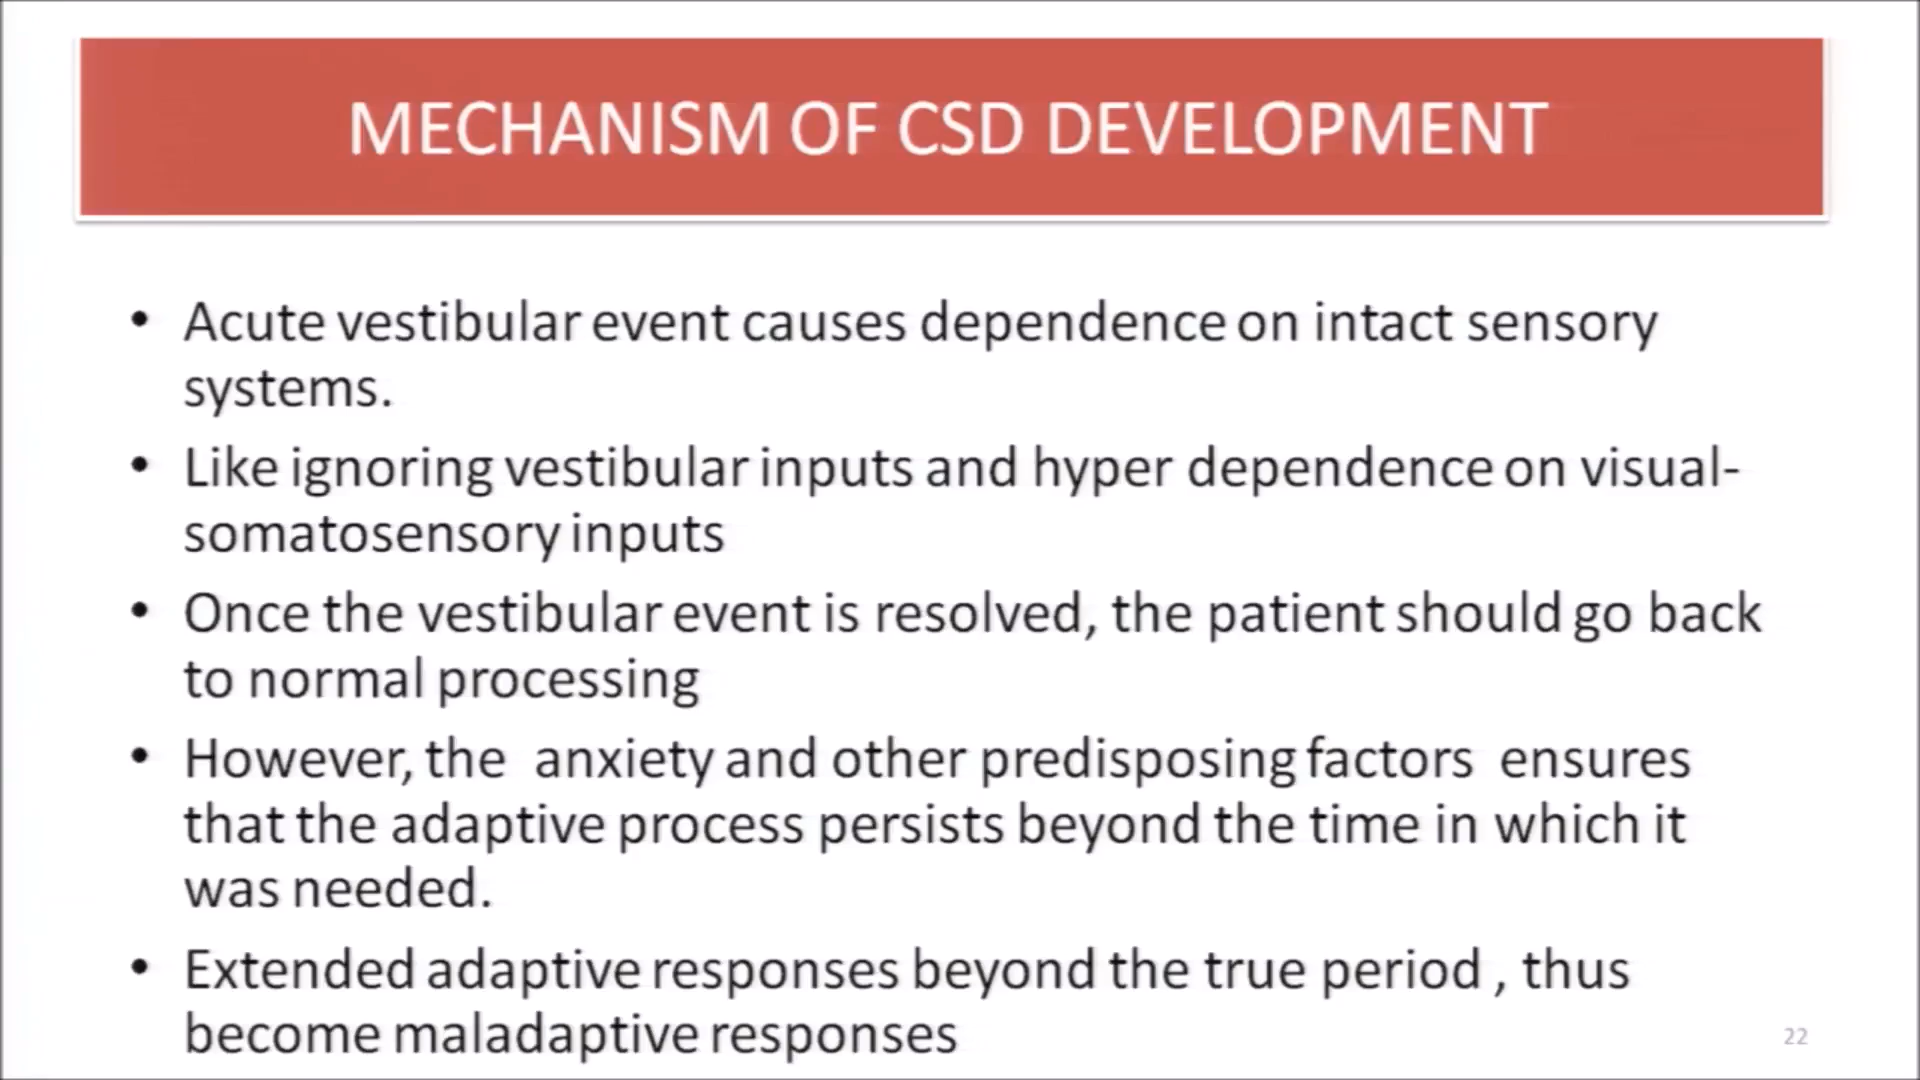 MECHANISM OF CSD DEVELOPMENT
• Acute vestibular event causes dependence on intact sensory
systems.
• Like ignoring vestibular inputs and hyper dependence on visual-
somatosensory inputs
• Once the vestibular event is resolved, the patient should go back
to normal processing
• However, the anxiety and other predisposing factors ensures
that the adaptive process persists beyond the time in which it
was needed.
• Extended adaptive responses beyond the true period , thus
become maladaptive responses
22